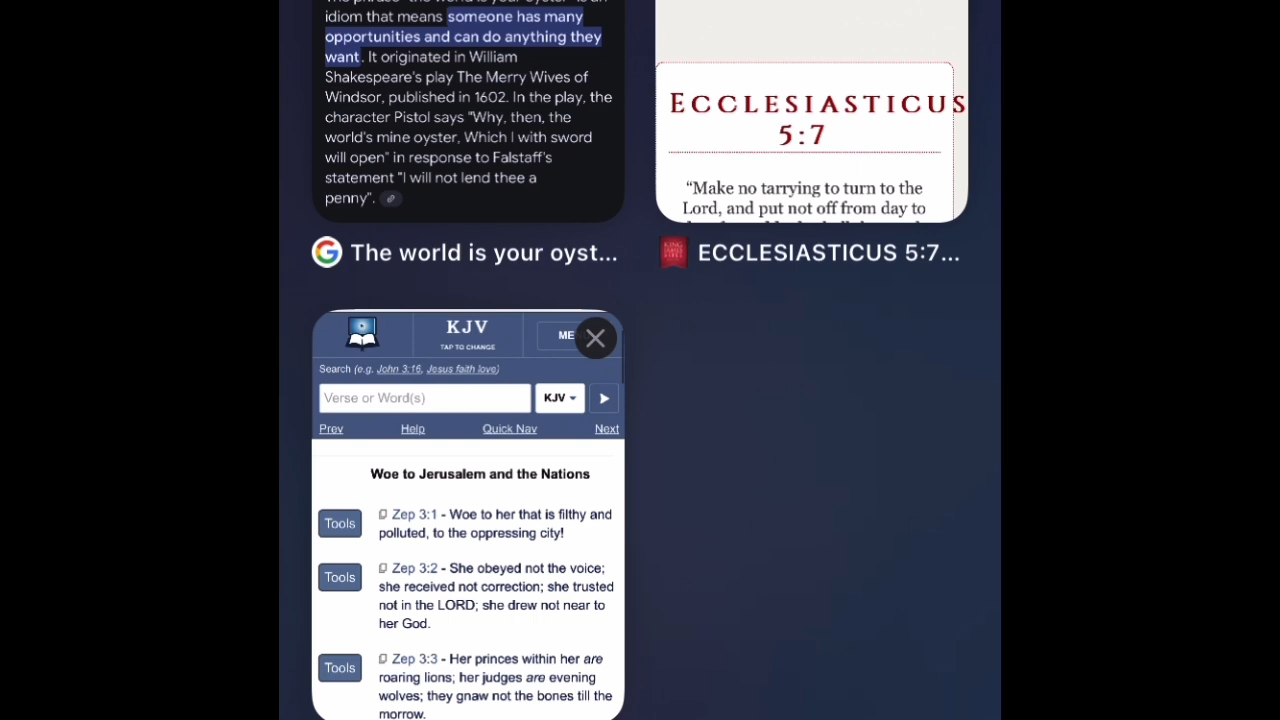 idiom that means someone has many
opportunities and can do anything they
want. It originated in William
Shakespeare's play The Merry Wives of
Windsor, published in 1602. In the play, the
character Pistol says "Why, then, the
world's mine oyster, Which I with sword
will open" in response to Falstaff's
statement "I will not lend thee a
penny".
The world is your oyst...
ECCLESIASTICUS
5:7
“Make no tarrying to turn to the
Lord, and put not off from day to
ECCLESIASTICUS 5:7...
KJV
TAP TO CHANGE
ME
Search (e.g. John 3:16, Jesus faith love)
Verse or Word(s)
KJV
Prev
Help
Quick Nav
Next
Woe to Jerusalem and the Nations
Tools
Zep 3:1 - Woe to her that is filthy and
polluted, to the oppressing city!
Tools
Zep 3:2 - She obeyed not the voice;
she received not correction; she trusted
not in the LORD; she drew not near to
her God.
Tools
Zep 3:3 - Her princes within her are
roaring lions; her judges are evening
wolves; they gnaw not the bones till the
morrow.